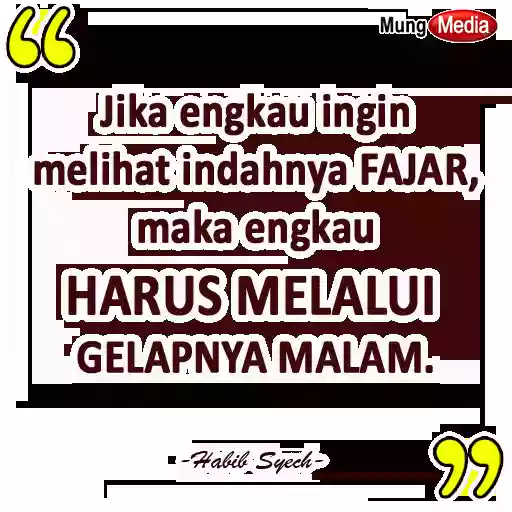 Mung Media
Jika engkau ingin
melihat indahnya FAJAR,
maka engkau
HARUS MELALUI
GELAPNYA MALAM.
-Habib Syech-